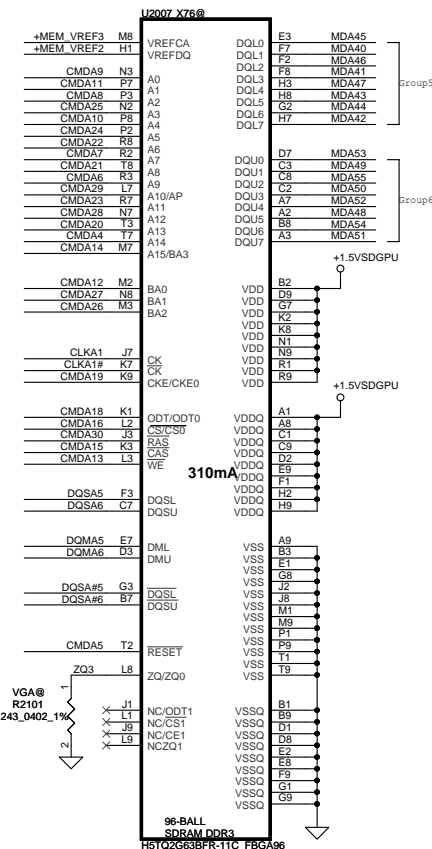 U2007 X76@
+MEM_VREF3 M8 VREFCA
+MEM_VREF2 H1 VREFDQ
CMDA9 N3 A0
CMDA11 P7 A1
CMDA8 P3 A2
CMDA25 N2 A3
CMDA10 P8 A4
CMDA24 P2 A5
CMDA22 R8 A6
CMDA7 R2 A7
CMDA21 T8 A8
CMDA6 R3 A9
CMDA29 L7 A10/AP
CMDA23 R7 A11
CMDA28 N7 A12
CMDA20 T3 A13
CMDA4 T7 A14
CMDA14 M7 A15/BA3
CMDA12 M2 BA0
CMDA27 N8 BA1
CMDA26 M3 BA2
CLKA1 J7 CK
CLKA1# K7 CK
CMDA19 K9 CKE/CKE0
CMDA18 K1 ODT/ODT0
CMDA16 L2 CS/CS0
CMDA30 J3 RAS
CMDA15 K3 CAS
CMDA13 L3 WE
DQSA5 F3 DQSL
DQSA6 C7 DQSU
DQMA5 E7 DML
DQMA6 D3 DMU
DQSA#5 G3 DQSL
DQSA#6 B7 DQSU
CMDA5 T2 RESET
ZQ3 L8 ZQ/ZQ0
VGA@
R2101
243_0402_1%
1
2
J1 NC/ODT1
L1 NC/CS1
J9 NC/CE1
L9 NCZQ1
DQL0 E3 MDA45
DQL1 F7 MDA40
DQL2 F2 MDA46
DQL3 F8 MDA41
DQL4 H3 MDA47
DQL5 H8 MDA43
DQL6 G2 MDA44
DQL7 H7 MDA42
Group5
DQU0 D7 MDA53
DQU1 C3 MDA49
DQU2 C8 MDA55
DQU3 C2 MDA50
DQU4 A7 MDA52
DQU5 A2 MDA48
DQU6 B8 MDA54
DQU7 A3 MDA51
Group6
+1.5VSDGPU
VDD B2
VDD D9
VDD G7
VDD K2
VDD K8
VDD N1
VDD N9
VDD R1
VDD R9
+1.5VSDGPU
VDDQ A1
VDDQ A8
VDDQ C1
VDDQ C9
VDDQ D2
VDDQ E9
VDDQ F1
VDDQ H2
VDDQ H9
310mA
VSS A9
VSS B3
VSS E1
VSS G8
VSS J2
VSS J8
VSS M1
VSS M9
VSS P1
VSS P9
VSS T1
VSS T9
VSSQ B1
VSSQ B9
VSSQ D1
VSSQ D8
VSSQ E2
VSSQ E8
VSSQ F9
VSSQ G1
VSSQ G9
96-BALL
SDRAM DDR3
H5TQ2G63BFR-11C FBGA96